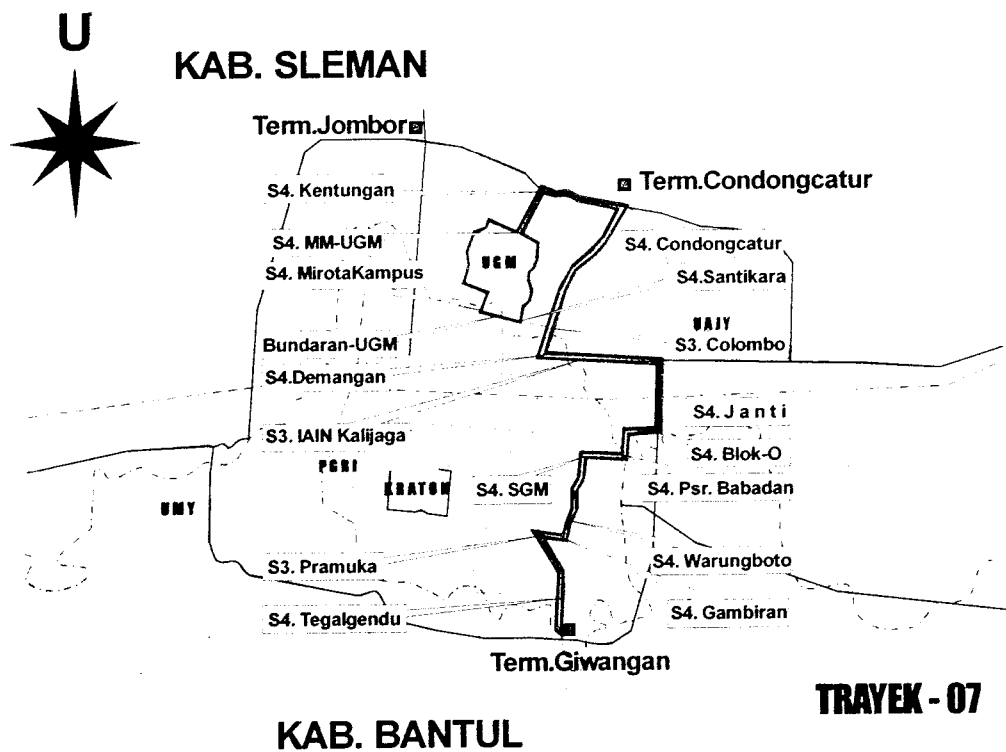 U
KAB. SLEMAN
Term.Jombor
Term.Condongcatur
S4. Kentungan
S4. MM-UGM
UGM
S4. Condongcatur
S4. MirotaKampus
S4.Santikara
UAJY
Bundaran-UGM
S3. Colombo
S4.Demangan
S4. J a n t i
S3. IAIN Kalijaga
S4. Blok-O
PGRI
KRATON
S4. SGM
S4. Psr. Babadan
UMY
S3. Pramuka
S4. Warungboto
S4. Tegalgendu
S4. Gambiran
Term.Giwangan
TRAYEK - 07
KAB. BANTUL